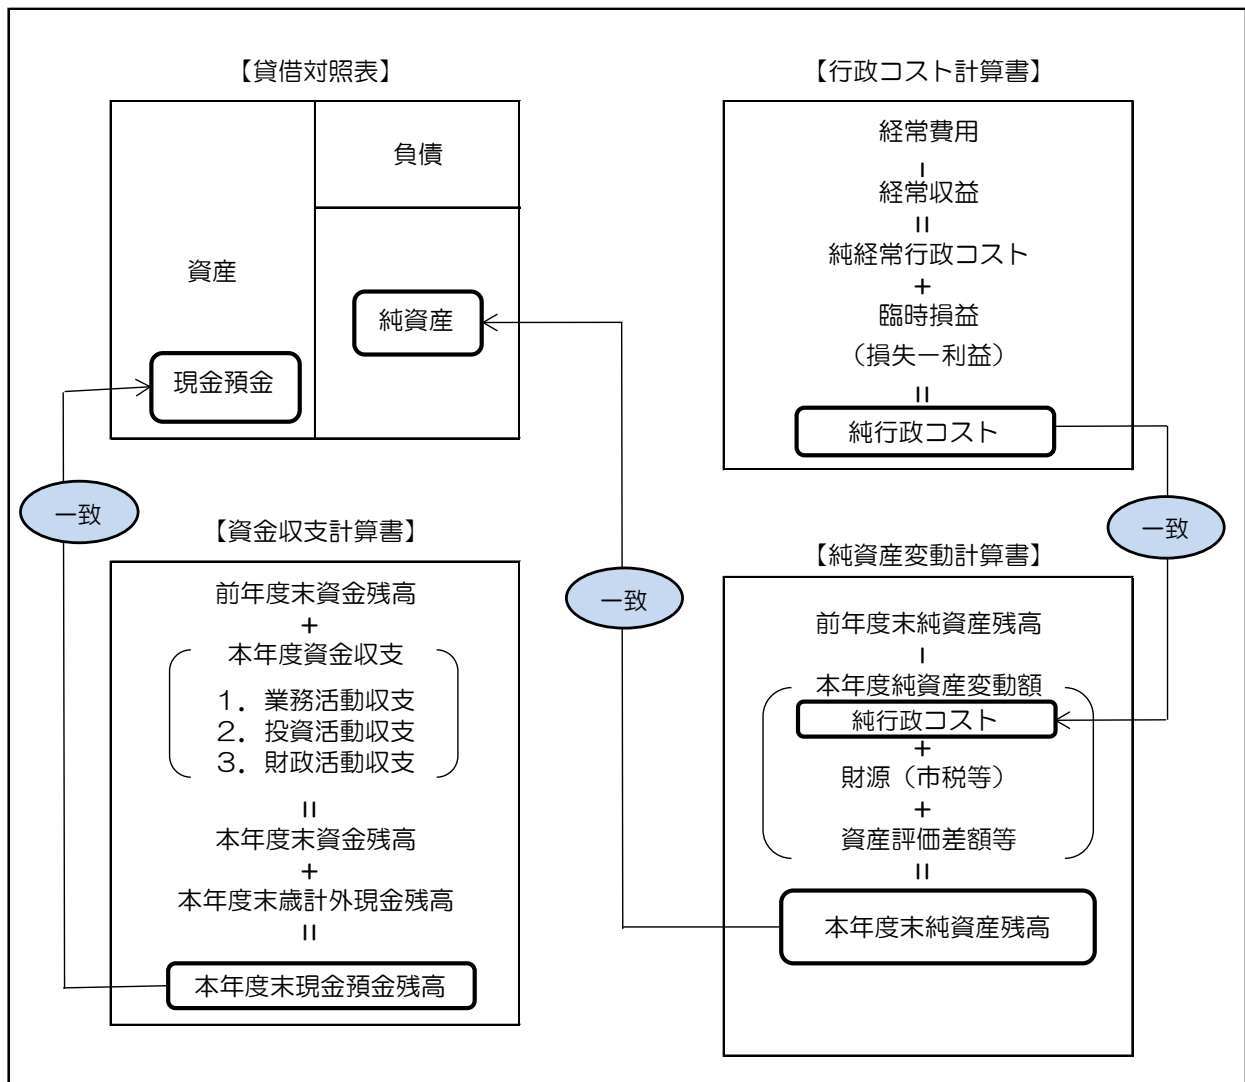 【貸借対照表】
資産
現金預金
負債
純資産
【行政コスト計算書】
経常費用
－
経常収益
＝
純経常行政コスト
＋
臨時損益
（損失－利益）
＝
純行政コスト
一致
【資金収支計算書】
前年度末資金残高
＋
本年度資金収支
１．業務活動収支
２．投資活動収支
３．財政活動収支
＝
本年度末資金残高
＋
本年度末歳計外現金残高
＝
本年度末現金預金残高
一致
一致
【純資産変動計算書】
前年度末純資産残高
－
本年度純資産変動額
純行政コスト
＋
財源（市税等）
＋
資産評価差額等
＝
本年度末純資産残高